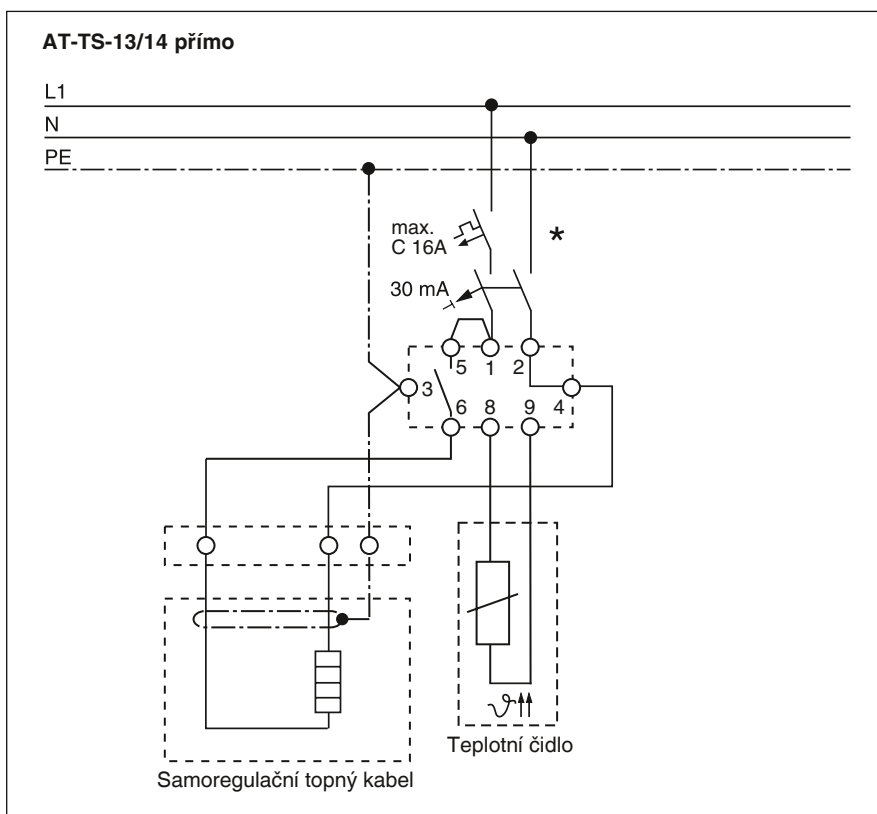 AT-TS-13/14 přímo
L1
N
PE
max.
C 16A
*
30 mA
5 1 2
3
6 8 9 4
Teplotní čidlo
Samoregulační topný kabel